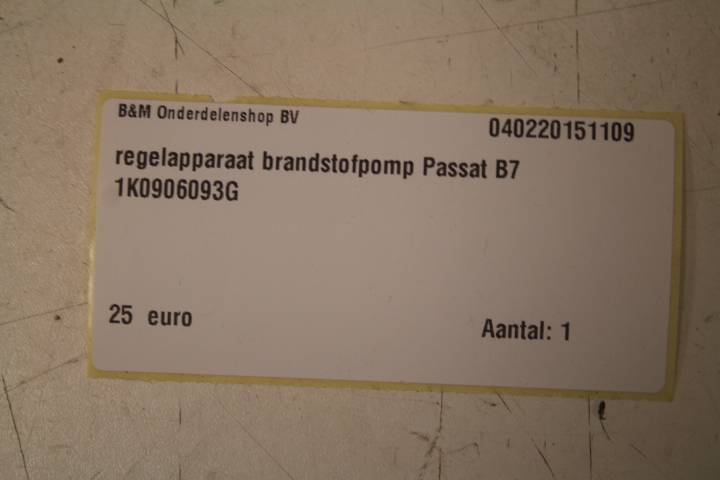 B&M Onderdelenshop BV
040220151109
regelapparaat brandstofpomp Passat B7
1K0906093G
25 euro
Aantal: 1